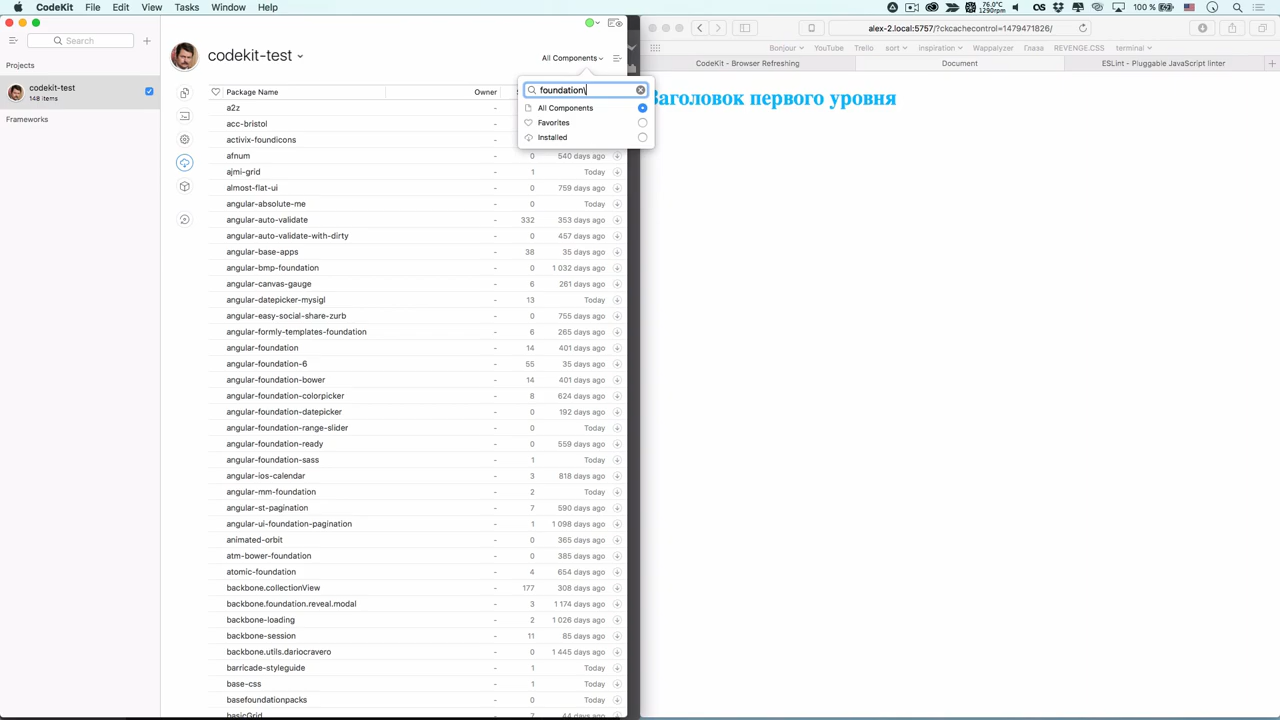 CodeKit File Edit View Tasks Window Help
76.0°C
1290rpm
100 %
Search
Projects
codekit-test
148 items
Frameworks
codekit-test
All Components
Package Name Owner
foundation\
All Components
Favorites
Installed
a2z
acc-bristol
activix-foundicons
afnum - 0 540 days ago
ajmi-grid - 1 Today
almost-flat-ui - 0 759 days ago
angular-absolute-me - 0 Today
angular-auto-validate - 332 353 days ago
angular-auto-validate-with-dirty - 0 457 days ago
angular-base-apps - 38 35 days ago
angular-bmp-foundation - 0 1 032 days ago
angular-canvas-gauge - 6 261 days ago
angular-datepicker-mysigl - 13 Today
angular-easy-social-share-zurb - 0 755 days ago
angular-formly-templates-foundation - 6 265 days ago
angular-foundation - 14 401 days ago
angular-foundation-6 - 55 35 days ago
angular-foundation-bower - 14 401 days ago
angular-foundation-colorpicker - 8 624 days ago
angular-foundation-datepicker - 0 192 days ago
angular-foundation-range-slider - 0 Today
angular-foundation-ready - 0 559 days ago
angular-foundation-sass - 1 Today
angular-ios-calendar - 3 818 days ago
angular-mm-foundation - 2 Today
angular-st-pagination - 7 590 days ago
angular-ui-foundation-pagination - 1 1 098 days ago
animated-orbit - 0 365 days ago
atm-bower-foundation - 0 385 days ago
atomic-foundation - 4 654 days ago
backbone.collectionView - 177 308 days ago
backbone.foundation.reveal.modal - 3 1 174 days ago
backbone-loading - 2 1 026 days ago
backbone-session - 11 85 days ago
backbone.utils.dariocravero - 0 1 445 days ago
barricade-styleguide - 1 Today
base-css - 1 Today
basefoundationpacks - 0 Today
basicGrid - 7 44 days ago
alex-2.local:5757/?ckcachecontrol=1479471826/
Bonjour YouTube Trello sort inspiration Wappalyzer Глаша REVENGE.CSS terminal
CodeKit - Browser Refreshing Document ESLint - Pluggable JavaScript linter
Заголовок первого уровня